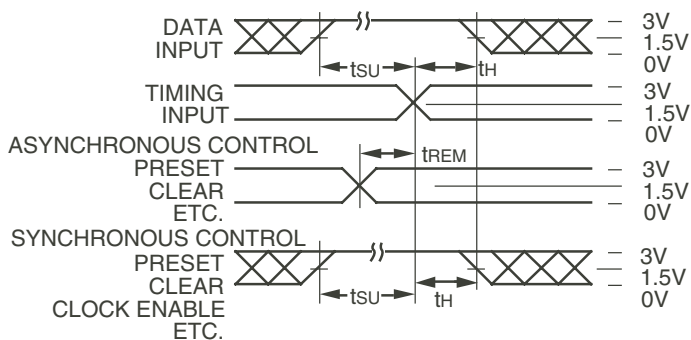 DATA
INPUT
3V
1.5V
0V
tSU
tH
TIMING
INPUT
3V
1.5V
0V
ASYNCHRONOUS CONTROL
tREM
PRESET
CLEAR
ETC.
3V
1.5V
0V
SYNCHRONOUS CONTROL
PRESET
CLEAR
CLOCK ENABLE
ETC.
3V
1.5V
0V
tSU
tH